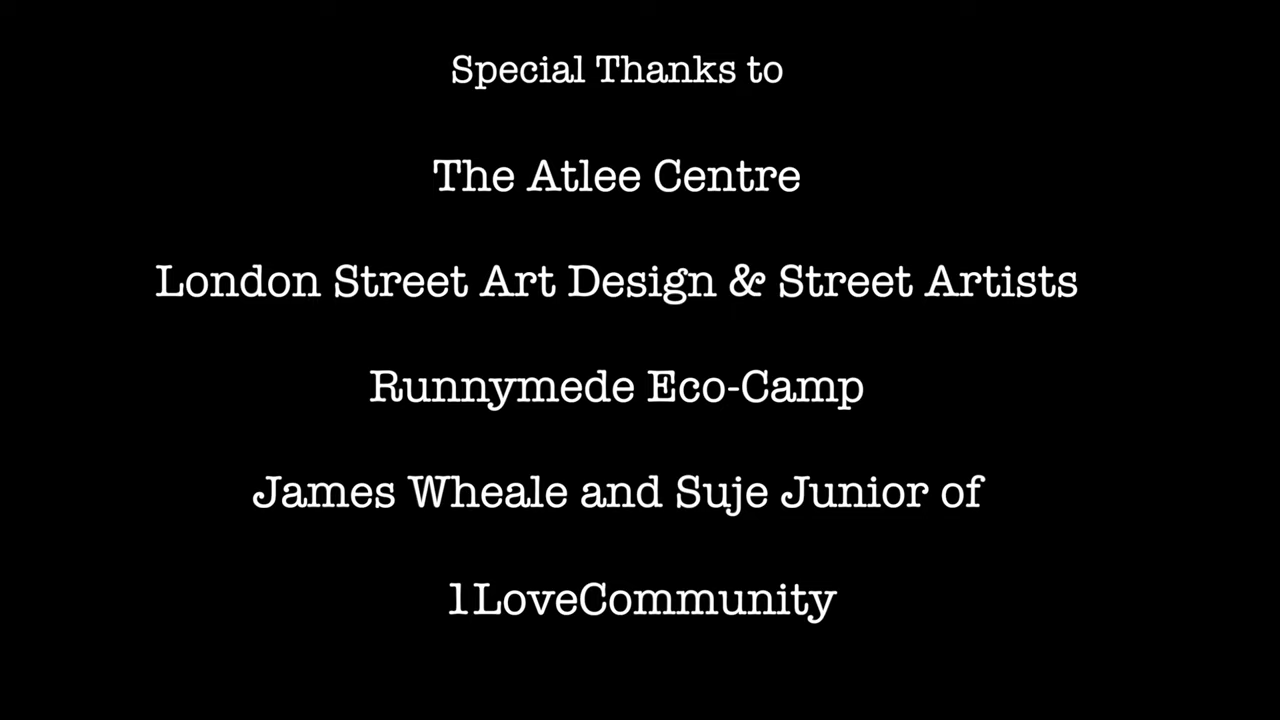 Special Thanks to
The Atlee Centre
London Street Art Design & Street Artists
Runnymede Eco-Camp
James Wheale and Suje Junior of
1LoveCommunity